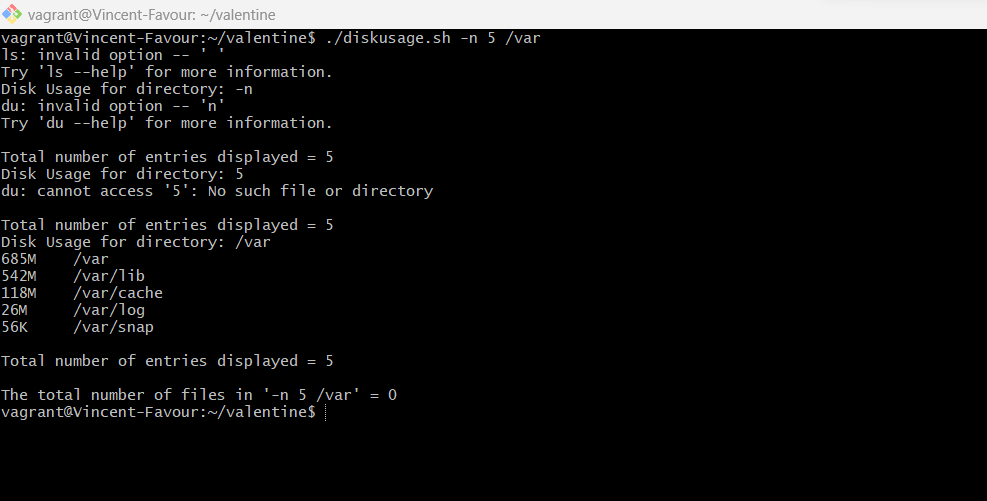 vagrant@Vincent-Favour: ~/valentine
vagrant@Vincent-Favour:~/valentine$ ./diskusage.sh -n 5 /var
ls: invalid option -- ' '
Try 'ls --help' for more information.
Disk Usage for directory: -n
du: invalid option -- 'n'
Try 'du --help' for more information.
Total number of entries displayed = 5
Disk Usage for directory: 5
du: cannot access '5': No such file or directory
Total number of entries displayed = 5
Disk Usage for directory: /var
685M    /var
542M    /var/lib
118M    /var/cache
26M     /var/log
56K     /var/snap
Total number of entries displayed = 5
The total number of files in '-n 5 /var' = 0
vagrant@Vincent-Favour:~/valentine$